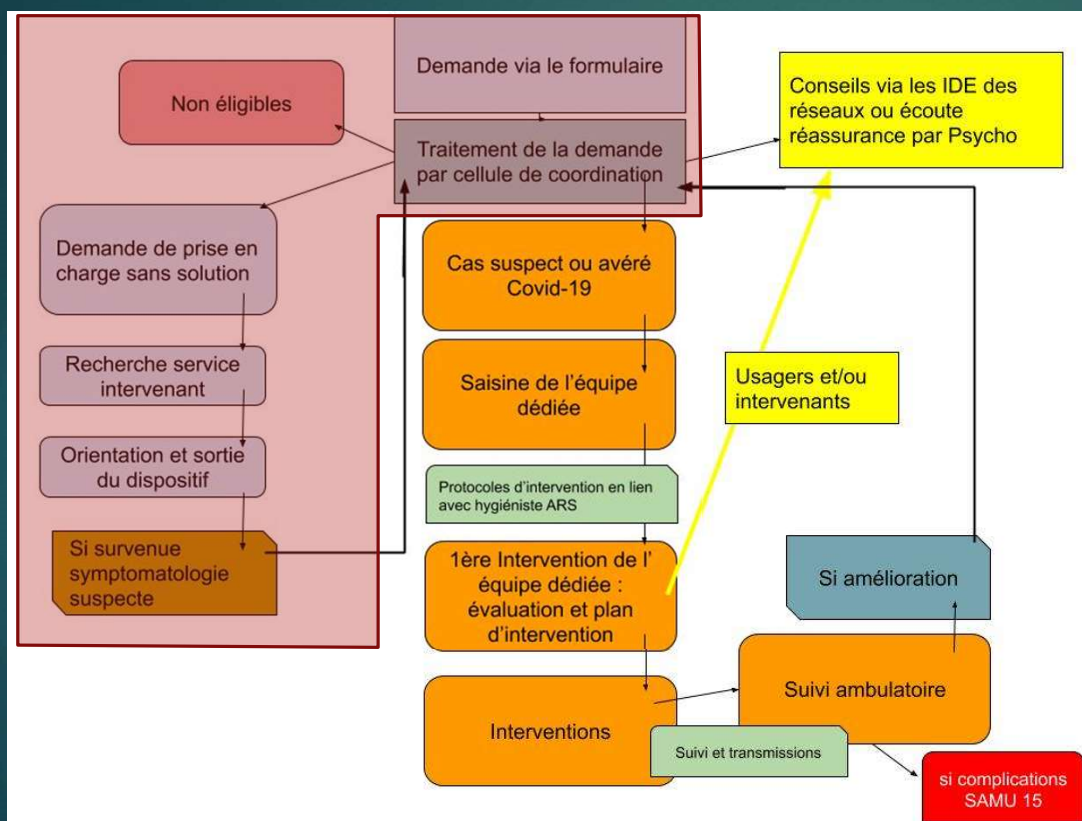 Demande via le formulaire
Non éligibles
Conseils via les IDE des
réseaux ou écoute
réassurance par Psycho
Traitement de la demande
par cellule de coordination
Demande de prise en
charge sans solution
Cas suspect ou avéré
Covid-19
Recherche service
intervenant
Saisine de l'équipe
dédiée
Usagers et/ou
intervenants
Orientation et sortie
du dispositif
Protocoles d'intervention en lien
avec hygiéniste ARS
Si survenue
symptomatologie
suspecte
1ère Intervention de l'
équipe dédiée :
évaluation et plan
d'intervention
Si amélioration
Suivi ambulatoire
Interventions
Suivi et transmissions
si complications
SAMU 15